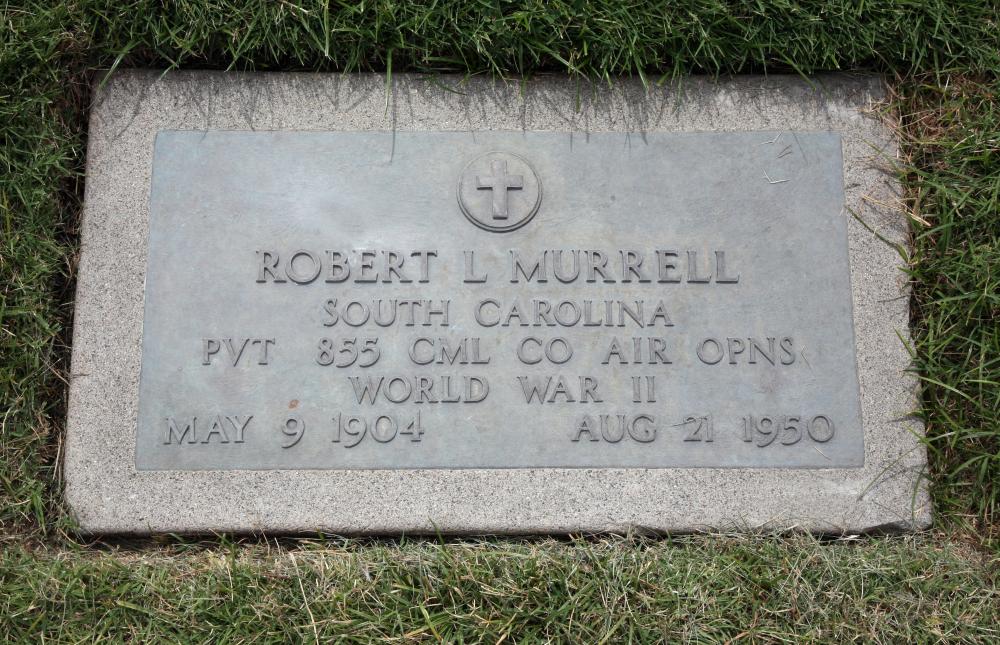 ROBERT L MURRELL
SOUTH CAROLINA
PVT 855 CML CO AIR OPNS
WORLD WAR II
MAY 9 1904 AUG 21 1950